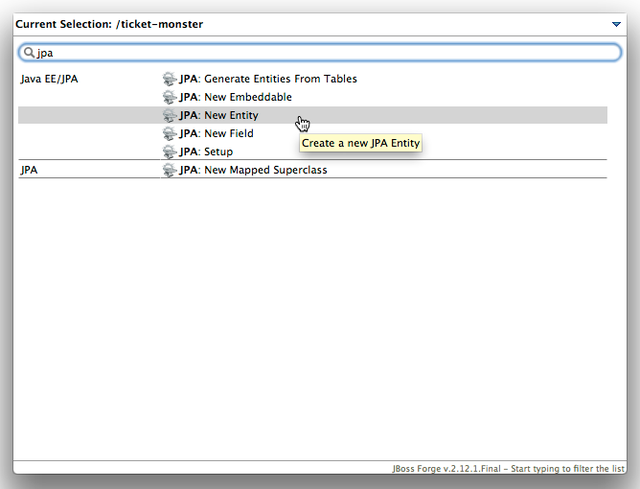 Current Selection: /ticket-monster
jpa
Java EE/JPA JPA: Generate Entities From Tables
JPA: New Embeddable
JPA: New Entity
JPA: New Field
Create a new JPA Entity
JPA: Setup
JPA JPA: New Mapped Superclass
JBoss Forge v.2.12.1.Final - Start typing to filter the list